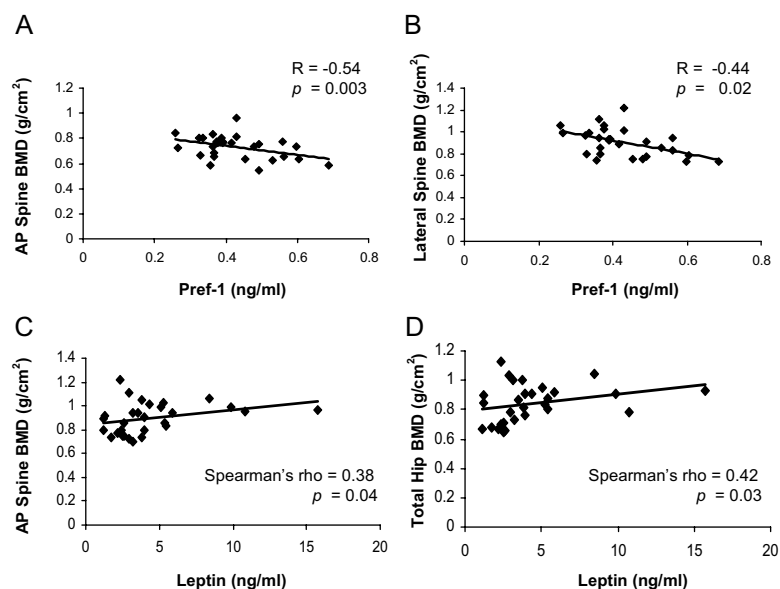 A
R = -0.54
p = 0.003
AP Spine BMD (g/cm²)
1.2
1
0.8
0.6
0.4
0.2
0
0 0.2 0.4 0.6 0.8
Pref-1 (ng/ml)
B
R = -0.44
p = 0.02
Lateral Spine BMD (g/cm²)
1.4
1.2
1
0.8
0.6
0.4
0.2
0
0 0.2 0.4 0.6 0.8
Pref-1 (ng/ml)
C
AP Spine BMD (g/cm²)
1.4
1.2
1
0.8
0.6
0.4
0.2
0
Spearman's rho = 0.38
p = 0.04
0 5 10 15 20
Leptin (ng/ml)
D
Total Hip BMD (g/cm²)
1.2
1
0.8
0.6
0.4
0.2
0
Spearman's rho = 0.42
p = 0.03
0 5 10 15 20
Leptin (ng/ml)